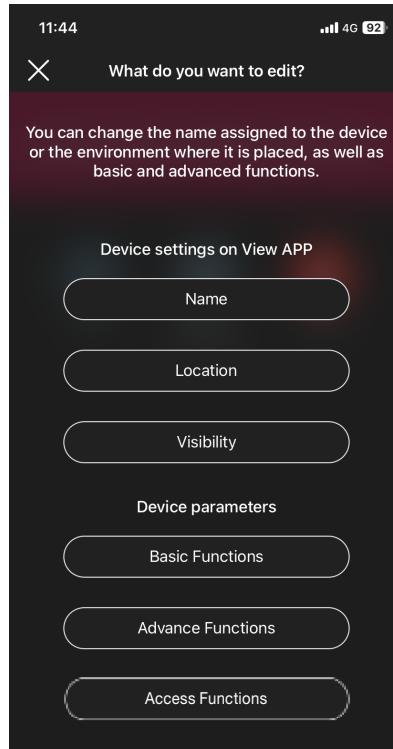 11:44
4G 92
What do you want to edit?
You can change the name assigned to the device
or the environment where it is placed, as well as
basic and advanced functions.
Device settings on View APP
Name
Location
Visibility
Device parameters
Basic Functions
Advance Functions
Access Functions